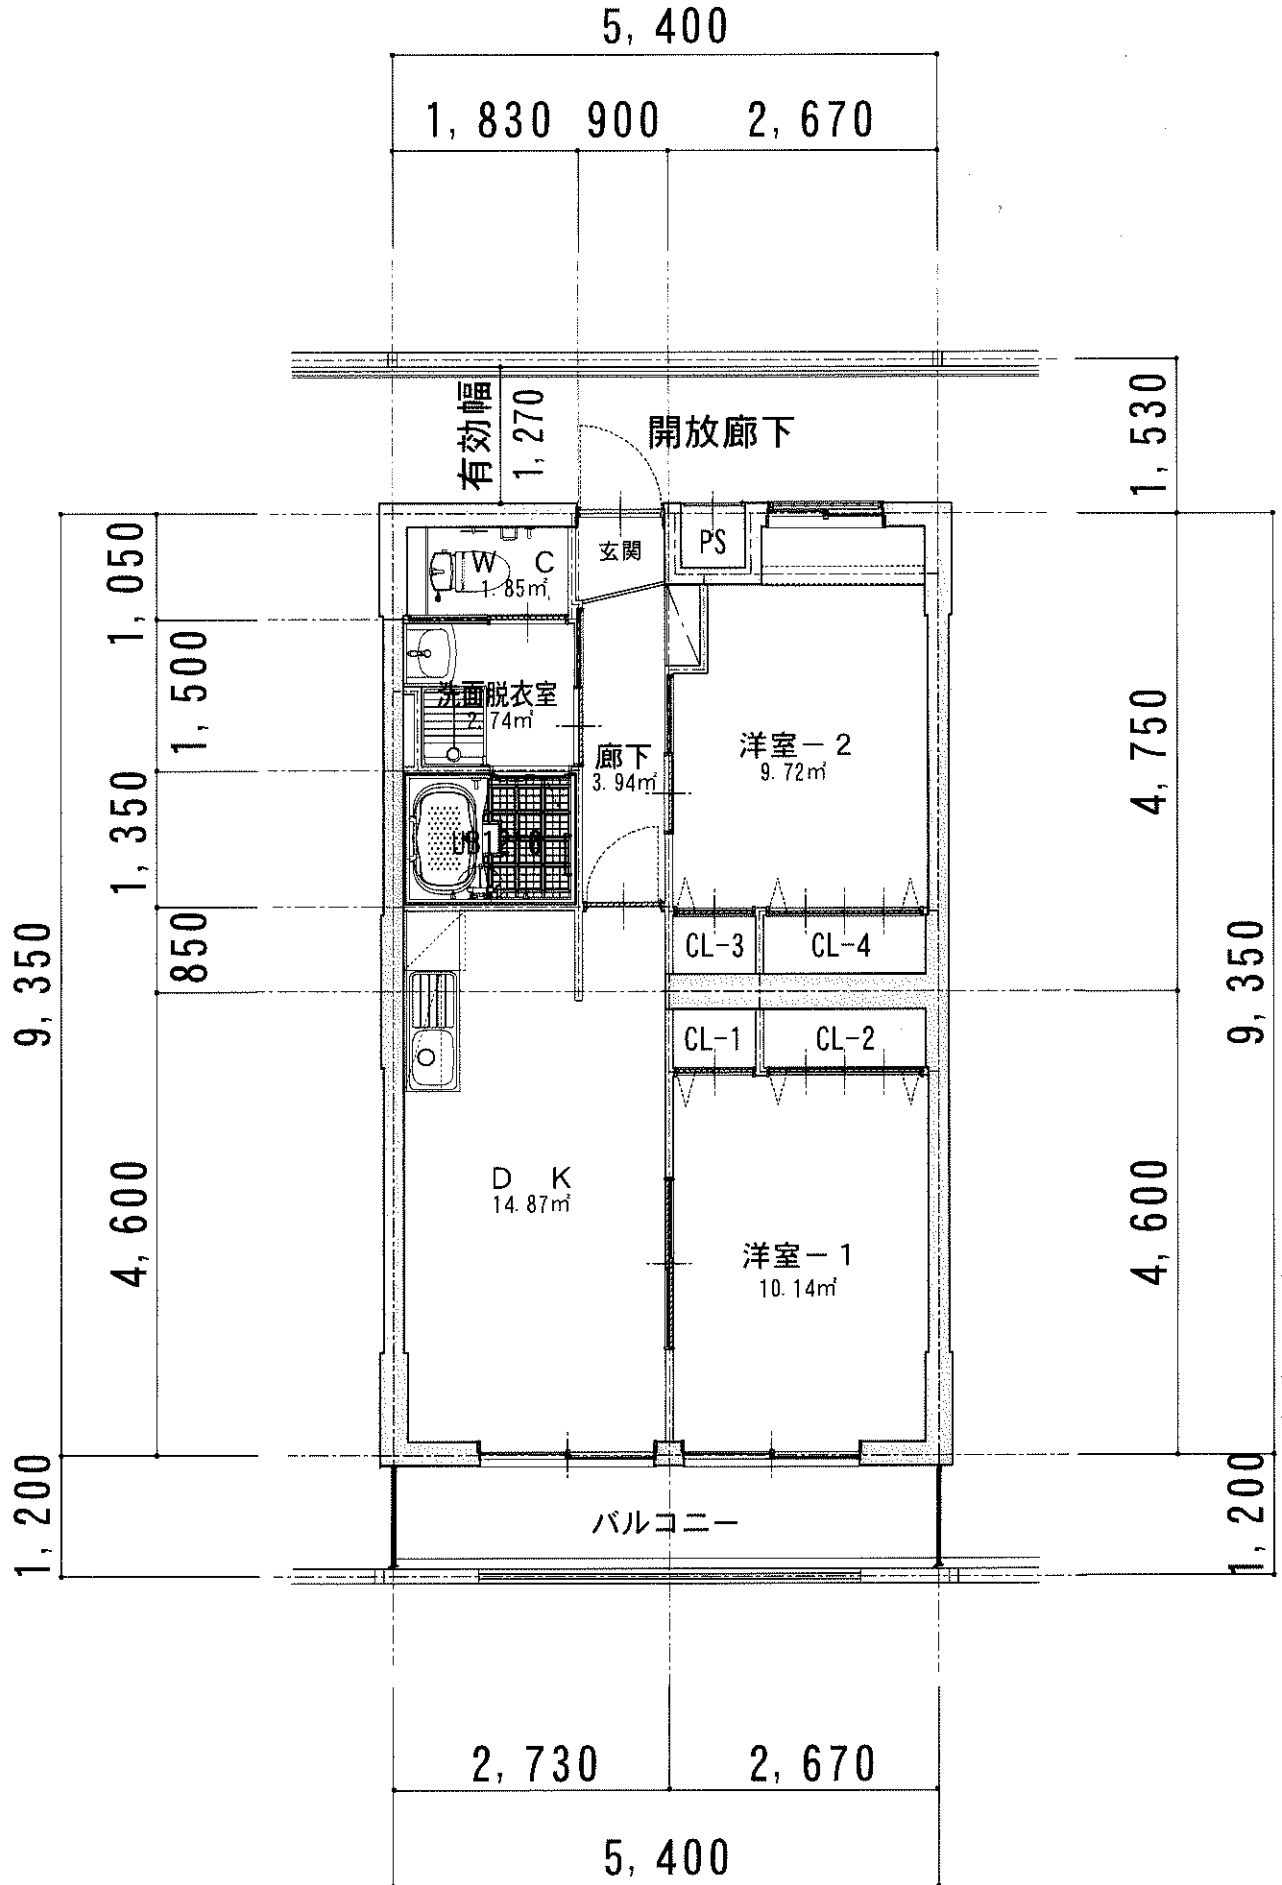 5, 400
1, 830 900 2, 670
有効幅
1, 270
開放廊下
1, 530
1, 050
W C
1. 85㎡
玄関
PS
1, 500
洗面脱衣室
2. 74㎡
廊下
3. 94㎡
洋室－2
9. 72㎡
4, 750
1, 350
850
CL-3
CL-4
9, 350
9, 350
CL-1
CL-2
D K
14. 87㎡
洋室－1
10. 14㎡
4, 600
4, 600
1, 200
バルコニー
1, 200
2, 730 2, 670
5, 400